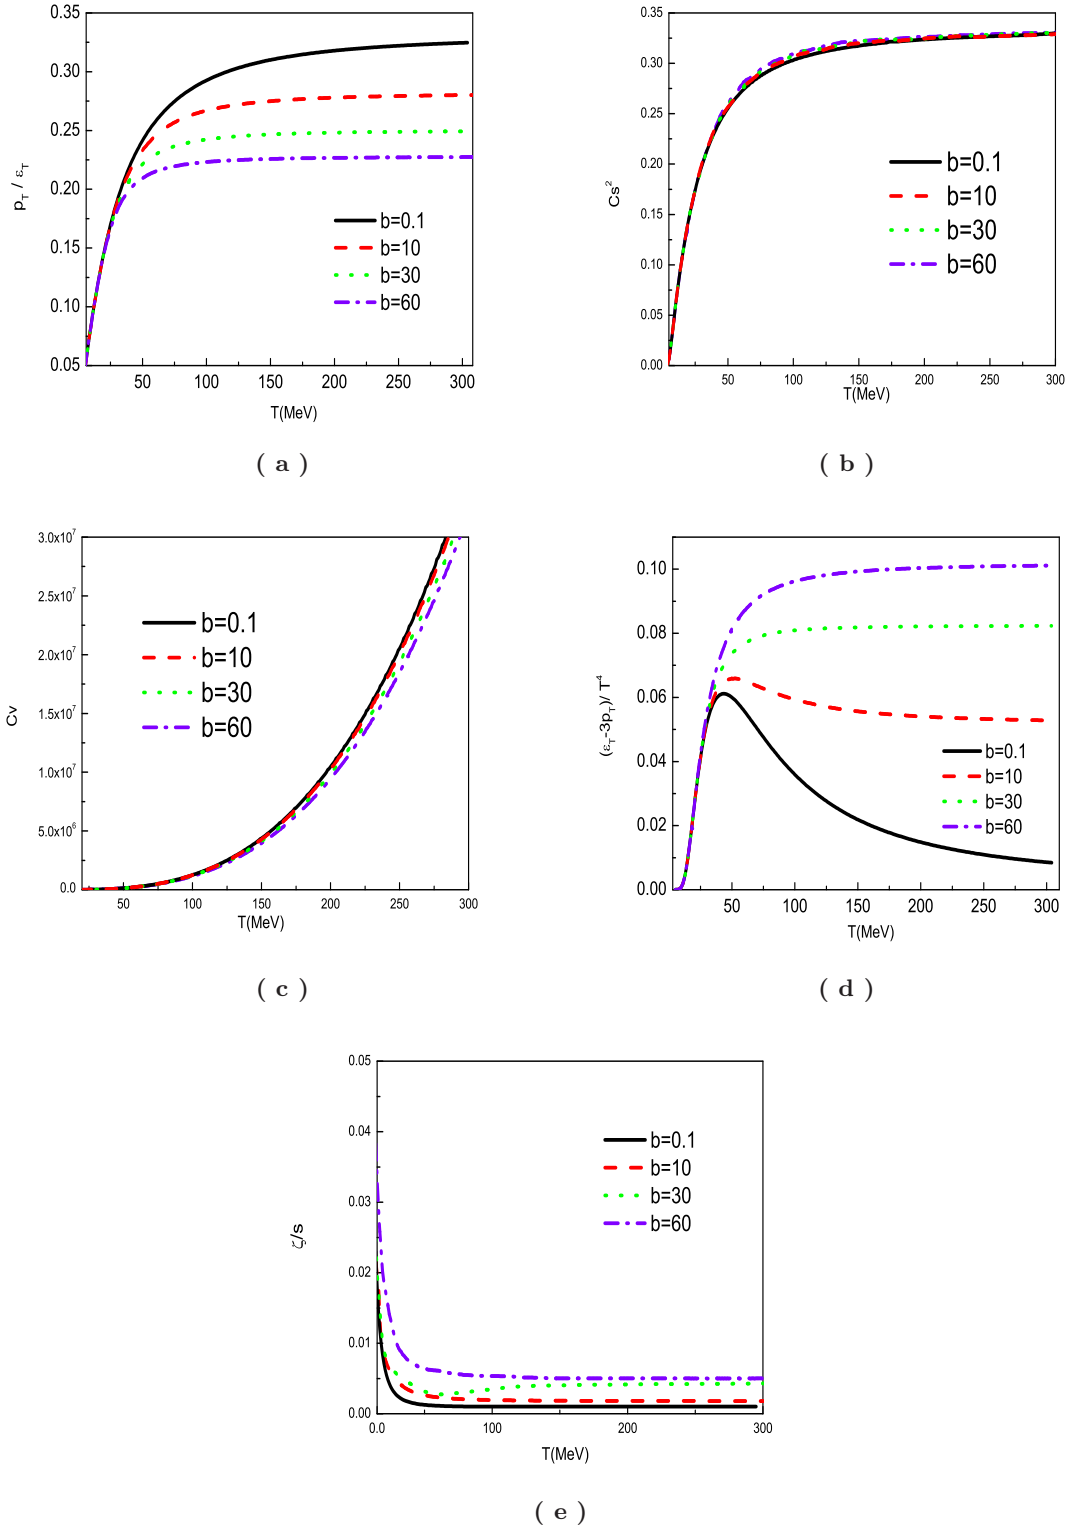 0.35
0.30
0.25
0.20
0.15
0.10
0.05
p_T / ε_T
b=0.1
b=10
b=30
b=60
50 100 150 200 250 300
T(MeV)
( a )
0.35
0.30
0.25
0.20
0.15
0.10
0.05
0.00
Cs²
b=0.1
b=10
b=30
b=60
50 100 150 200 250 300
T(MeV)
( b )
3.0x10⁷
2.5x10⁷
2.0x10⁷
1.5x10⁷
1.0x10⁷
5.0x10⁶
0.0
Cv
b=0.1
b=10
b=30
b=60
50 100 150 200 250 300
T(MeV)
( c )
0.10
0.08
0.06
0.04
0.02
0.00
(ε_T-3p_T)/ T⁴
b=0.1
b=10
b=30
b=60
50 100 150 200 250 300
T(MeV)
( d )
0.05
0.04
0.03
0.02
0.01
0.00
ζ/s
b=0.1
b=10
b=30
b=60
0.0 100 200 300
T(MeV)
( e )